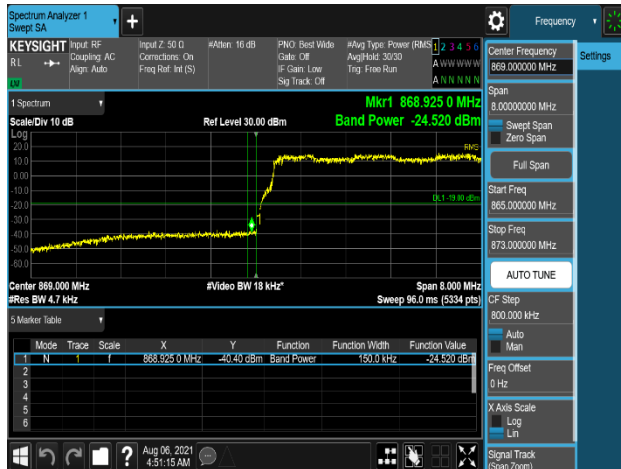 Spectrum Analyzer 1
Swept SA
+
Frequency
KEYSIGHT
Input: RF
Input Z: 50 Ω
#Atten: 16 dB
PNO: Best Wide
#Avg Type: Power (RMS
1 2 3 4 5 6
RL
Coupling: AC
Corrections: On
Gate: Off
Avg|Hold: 30/30
A W W W W W
Align: Auto
Freq Ref: Int (S)
IF Gain: Low
Trig: Free Run
Sig Track: Off
A N N N N N
Center Frequency
869.000000 MHz
Settings
Span
8.00000000 MHz
Swept Span
Zero Span
Full Span
Start Freq
865.000000 MHz
Stop Freq
873.000000 MHz
AUTO TUNE
CF Step
800.000 kHz
Auto
Man
Freq Offset
0 Hz
X Axis Scale
Log
Lin
Signal Track
(Span Zoom)
1 Spectrum
Mkr1 868.925 0 MHz
Scale/Div 10 dB
Ref Level 30.00 dBm
Band Power -24.520 dBm
Log
RMS
20.0
10.0
0.00
-10.0
DL1 -19.00 dBm
-20.0
-30.0
1
-40.0
-50.0
-60.0
Center 869.000 MHz
#Video BW 18 kHz*
Span 8.000 MHz
#Res BW 4.7 kHz
Sweep 96.0 ms (5334 pts)
5 Marker Table
Mode Trace Scale X Y Function Function Width Function Value
1 N 1 f 868.925 0 MHz -40.40 dBm Band Power 150.0 kHz -24.520 dBm
2
3
4
5
6
?
Aug 06, 2021
4:51:15 AM